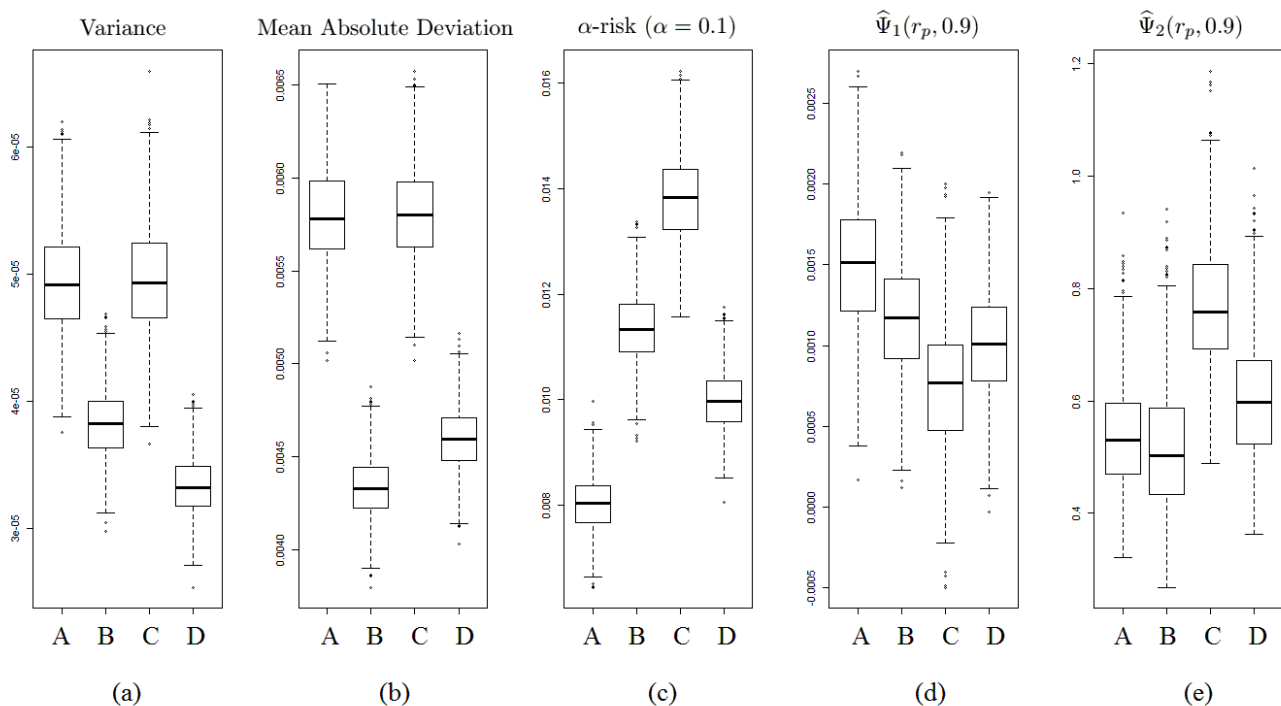 Variance
6e-05
5e-05
4e-05
3e-05
A B C D
(a)
Mean Absolute Deviation
0.0065
0.0060
0.0055
0.0050
0.0045
0.0040
A B C D
(b)
α-risk (α = 0.1)
0.016
0.014
0.012
0.010
0.008
A B C D
(c)
Ψ̂₁(rₚ, 0.9)
0.0025
0.0020
0.0015
0.0010
0.0005
0.0000
-0.0005
A B C D
(d)
Ψ̂₂(rₚ, 0.9)
1.2
1.0
0.8
0.6
0.4
A B C D
(e)